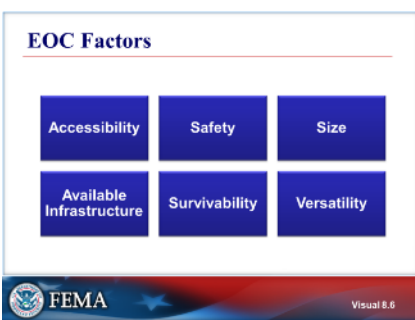 EOC Factors
Accessibility
Safety
Size
Available
Infrastructure
Survivability
Versatility
FEMA
Visual 8.6